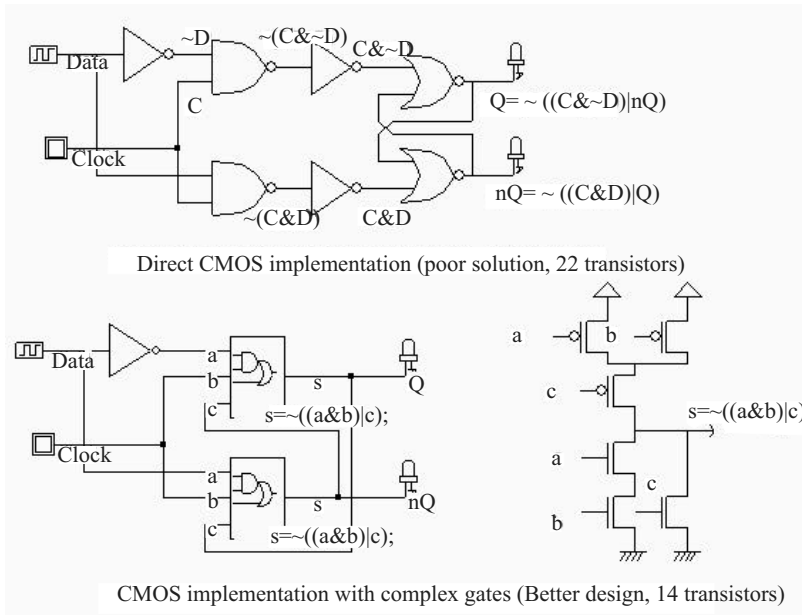 ~D
~(C&~D)
C&~D
Data
C
Q= ~ ((C&~D)|nQ)
Clock
nQ= ~ ((C&D)|Q)
~(C&D)
C&D
Direct CMOS implementation (poor solution, 22 transistors)
a
b
Data
a
b
s
Q
c
c
s=~((a&b)|c);
s=~((a&b)|c)
Clock
a
a
b
s
nQ
c
c
b
s=~((a&b)|c);
CMOS implementation with complex gates (Better design, 14 transistors)